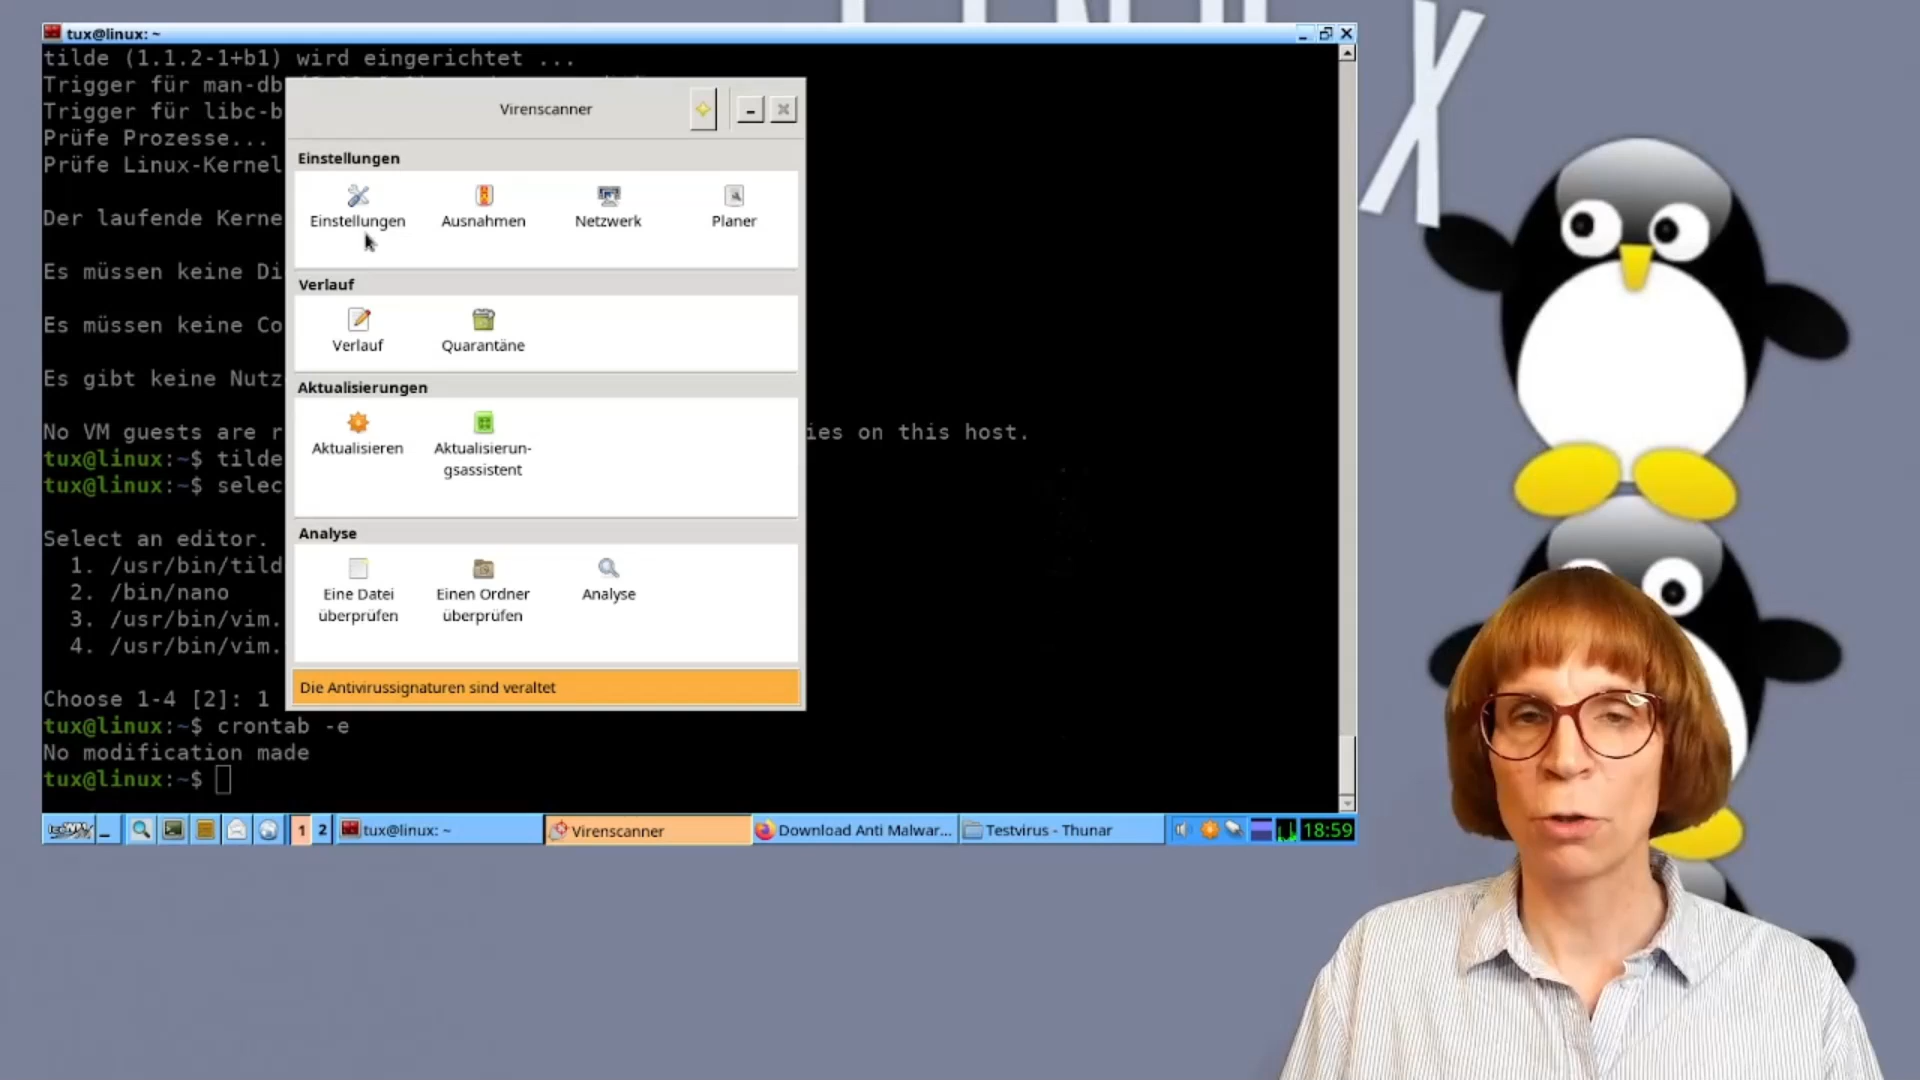 LINUX
tux@linux: ~
tilde (1.1.2-1+b1) wird eingerichtet ...
Trigger für man-db
Trigger für libc-b
Prüfe Prozesse...
Prüfe Linux-Kernel
Der laufende Kerne
Es müssen keine Di
Es müssen keine Co
Es gibt keine Nutz
No VM guests are r
ies on this host.
tux@linux:~$ tilde
tux@linux:~$ selec
Select an editor.
1. /usr/bin/tild
2. /bin/nano
3. /usr/bin/vim.
4. /usr/bin/vim.
Choose 1-4 [2]: 1
tux@linux:~$ crontab -e
No modification made
tux@linux:~$
Virenscanner
Einstellungen
Einstellungen
Ausnahmen
Netzwerk
Planer
Verlauf
Verlauf
Quarantäne
Aktualisierungen
Aktualisieren
Aktualisierun-
gsassistent
Analyse
Eine Datei
überprüfen
Einen Ordner
überprüfen
Analyse
Die Antivirussignaturen sind veraltet
IceWM
1
2
tux@linux: ~
Virenscanner
Download Anti Malwar...
Testvirus - Thunar
18:59